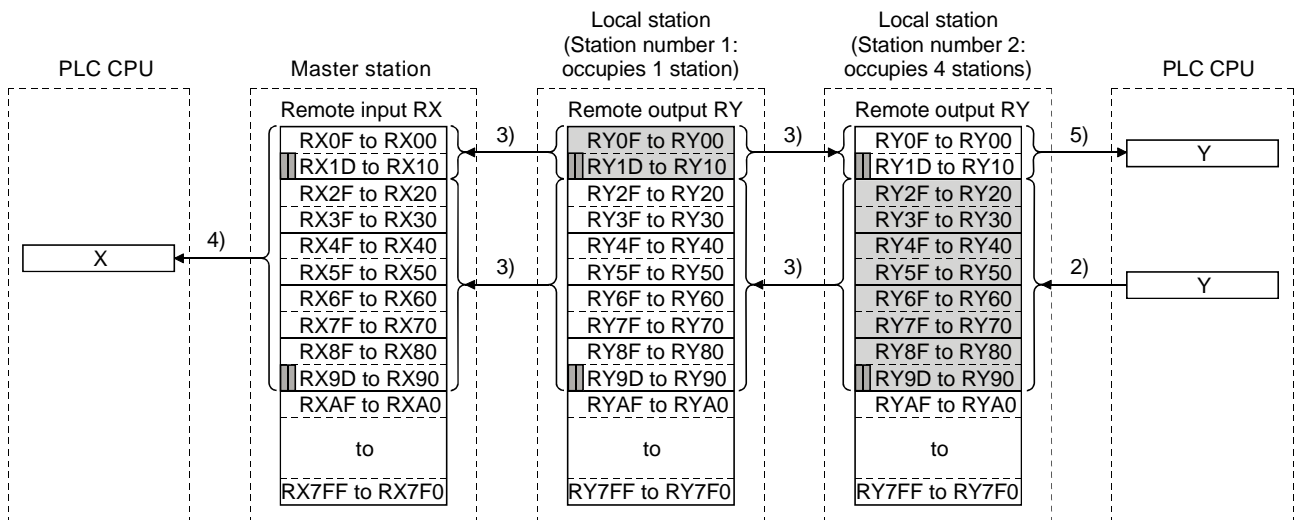 PLC CPU
Master station
Local station
(Station number 1:
occupies 1 station)
Local station
(Station number 2:
occupies 4 stations)
PLC CPU
Remote input RX
RX0F to RX00
RX1D to RX10
RX2F to RX20
RX3F to RX30
RX4F to RX40
RX5F to RX50
RX6F to RX60
RX7F to RX70
RX8F to RX80
RX9D to RX90
RXAF to RXA0
to
RX7FF to RX7F0
Remote output RY
RY0F to RY00
RY1D to RY10
RY2F to RY20
RY3F to RY30
RY4F to RY40
RY5F to RY50
RY6F to RY60
RY7F to RY70
RY8F to RY80
RY9D to RY90
RYAF to RYA0
to
RY7FF to RY7F0
Remote output RY
RY0F to RY00
RY1D to RY10
RY2F to RY20
RY3F to RY30
RY4F to RY40
RY5F to RY50
RY6F to RY60
RY7F to RY70
RY8F to RY80
RY9D to RY90
RYAF to RYA0
to
RY7FF to RY7F0
3)
3)
5)
Y
X
4)
3)
3)
2)
Y